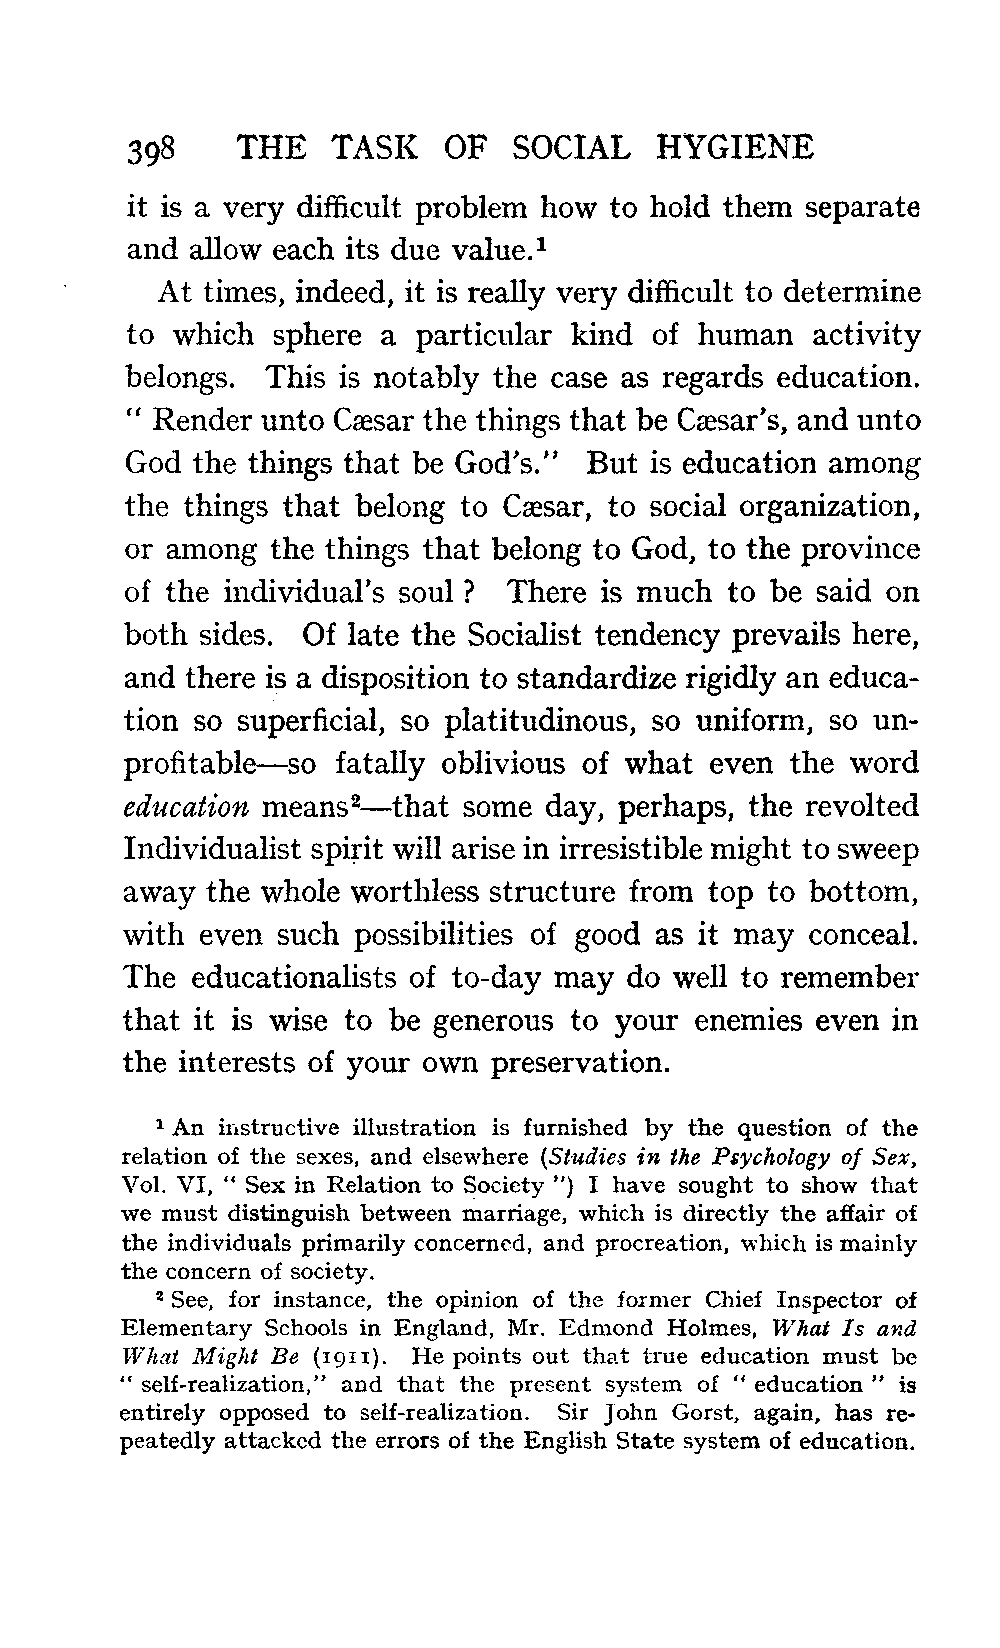 398 THE TASK OF SOCIAL HYGIENE
it is a very difficult problem how to hold them separate
and allow each its due value.¹
At times, indeed, it is really very difficult to determine
to which sphere a particular kind of human activity
belongs. This is notably the case as regards education.
" Render unto Cæsar the things that be Cæsar's, and unto
God the things that be God's." But is education among
the things that belong to Cæsar, to social organization,
or among the things that belong to God, to the province
of the individual's soul ? There is much to be said on
both sides. Of late the Socialist tendency prevails here,
and there is a disposition to standardize rigidly an educa-
tion so superficial, so platitudinous, so uniform, so un-
profitable—so fatally oblivious of what even the word
education means²—that some day, perhaps, the revolted
Individualist spirit will arise in irresistible might to sweep
away the whole worthless structure from top to bottom,
with even such possibilities of good as it may conceal.
The educationalists of to-day may do well to remember
that it is wise to be generous to your enemies even in
the interests of your own preservation.
¹ An instructive illustration is furnished by the question of the
relation of the sexes, and elsewhere (Studies in the Psychology of Sex,
Vol. VI, " Sex in Relation to Society ") I have sought to show that
we must distinguish between marriage, which is directly the affair of
the individuals primarily concerned, and procreation, which is mainly
the concern of society.
² See, for instance, the opinion of the former Chief Inspector of
Elementary Schools in England, Mr. Edmond Holmes, What Is and
What Might Be (1911). He points out that true education must be
" self-realization," and that the present system of " education " is
entirely opposed to self-realization. Sir John Gorst, again, has re-
peatedly attacked the errors of the English State system of education.